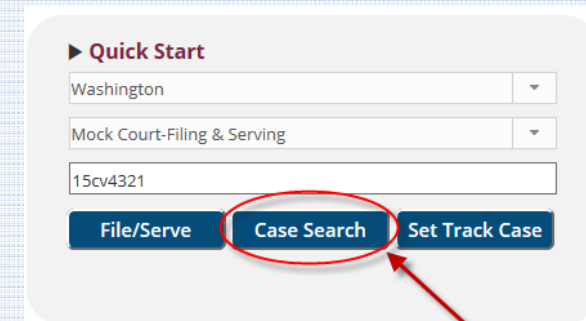 ▶ Quick Start
Washington
Mock Court-Filing & Serving
15cv4321
File/Serve Case Search Set Track Case